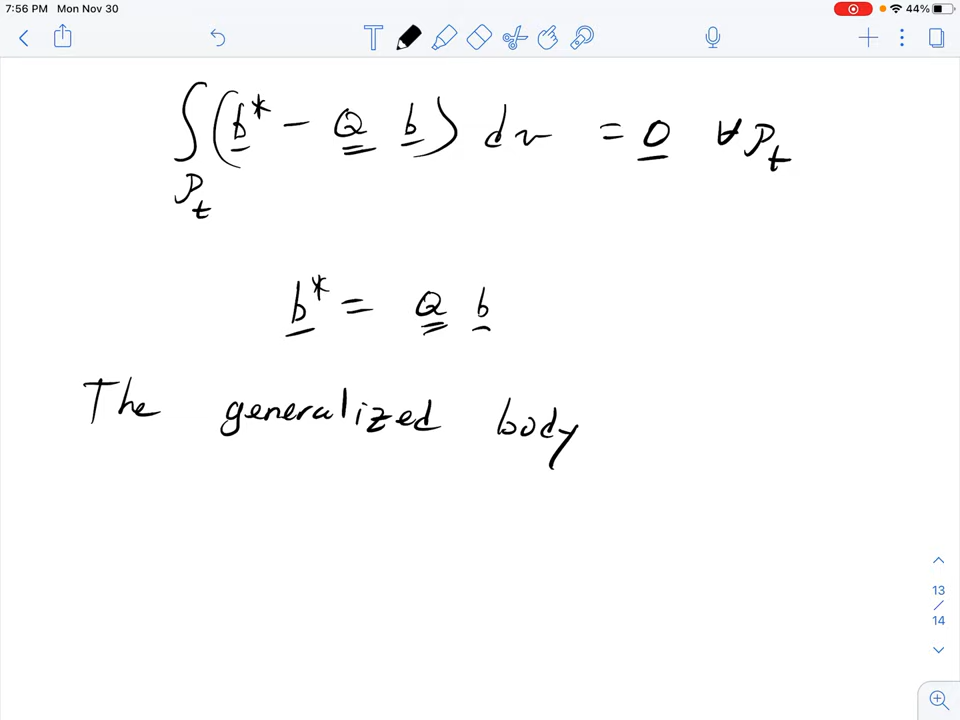 7:56 PM Mon Nov 30 44%
T
∫_{𝒫_t} (b* − Q b) dv = 0 ∀ 𝒫_t
b* = Q b
The generalized body
13
/
14